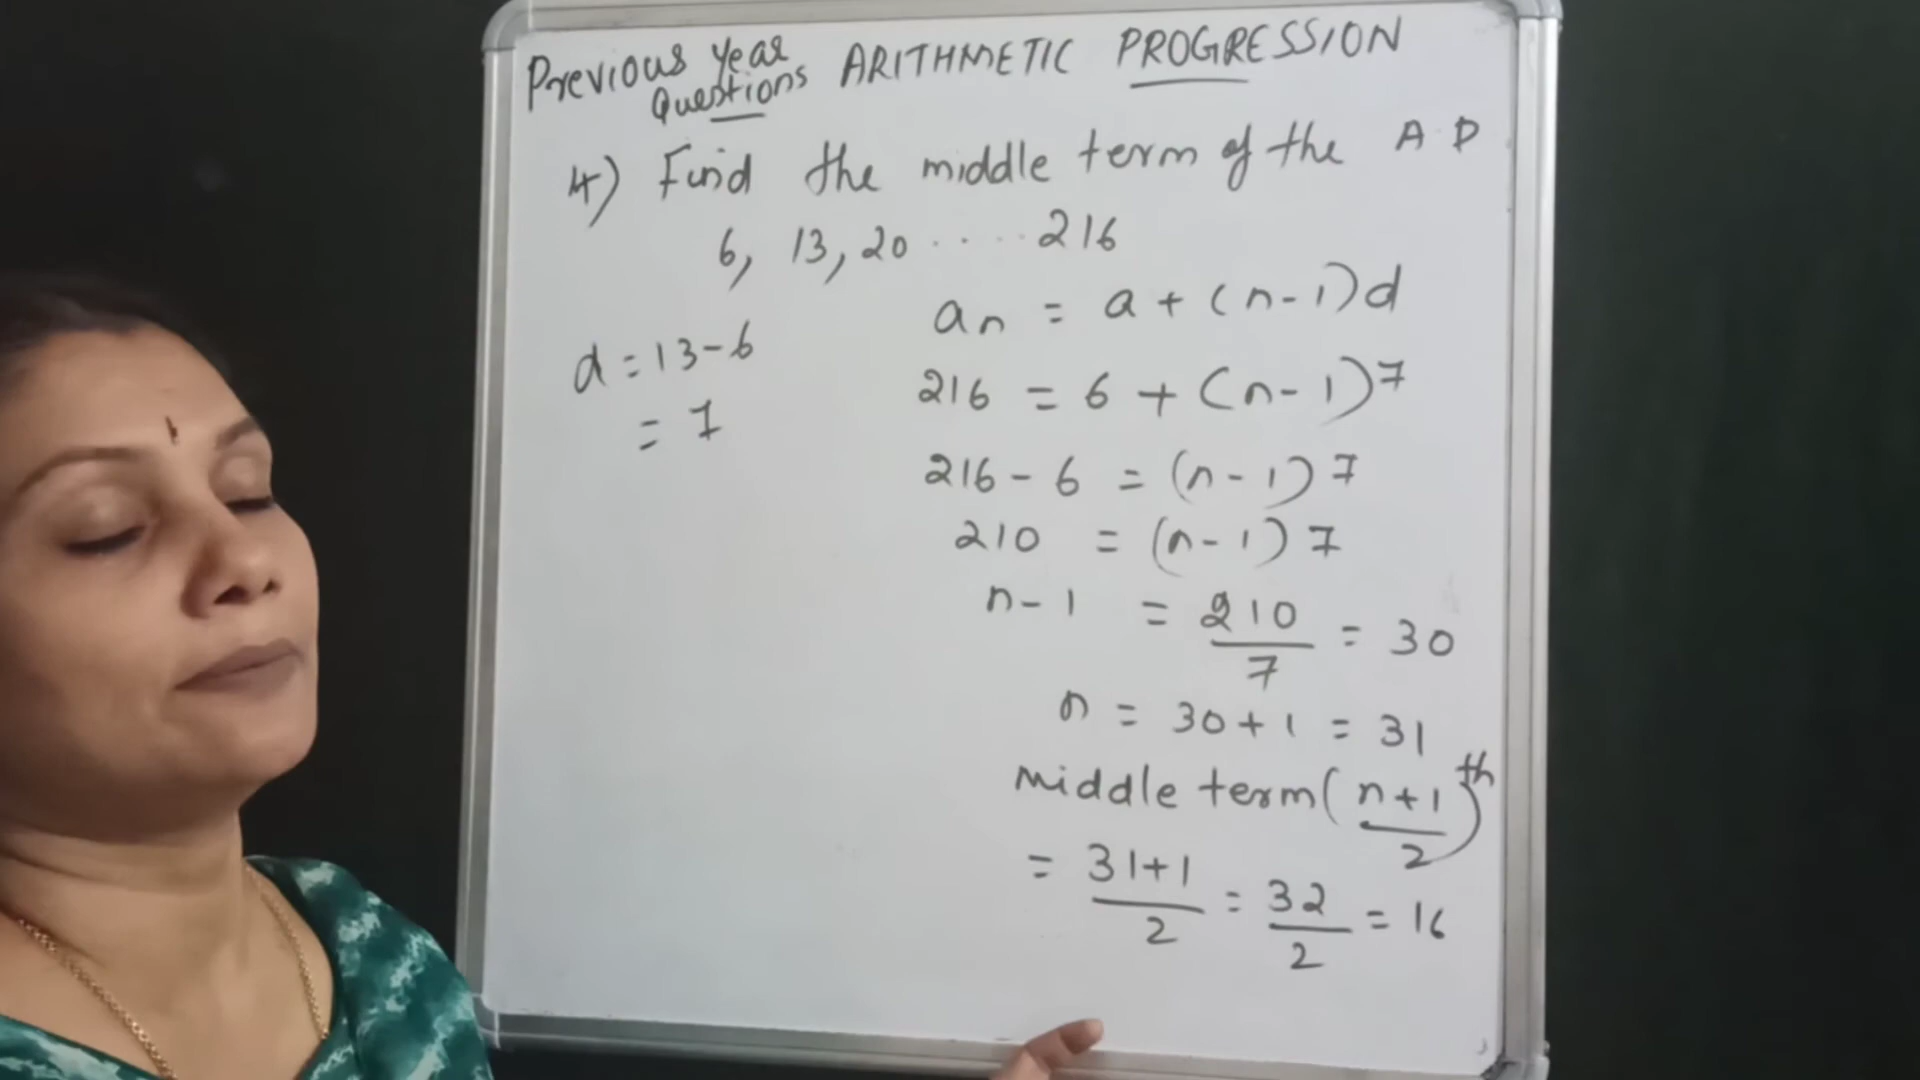 Previous Year Questions ARITHMETIC PROGRESSION
4) Find the middle term of the A.P
6, 13, 20 ..... 216
an = a + (n-1)d
d = 13-6
= 7
216 = 6 + (n-1)7
216 - 6 = (n-1)7
210 = (n-1)7
n-1 = 210/7 = 30
n = 30+1 = 31
middle term (n+1/2)th
= 31+1/2 = 32/2 = 16